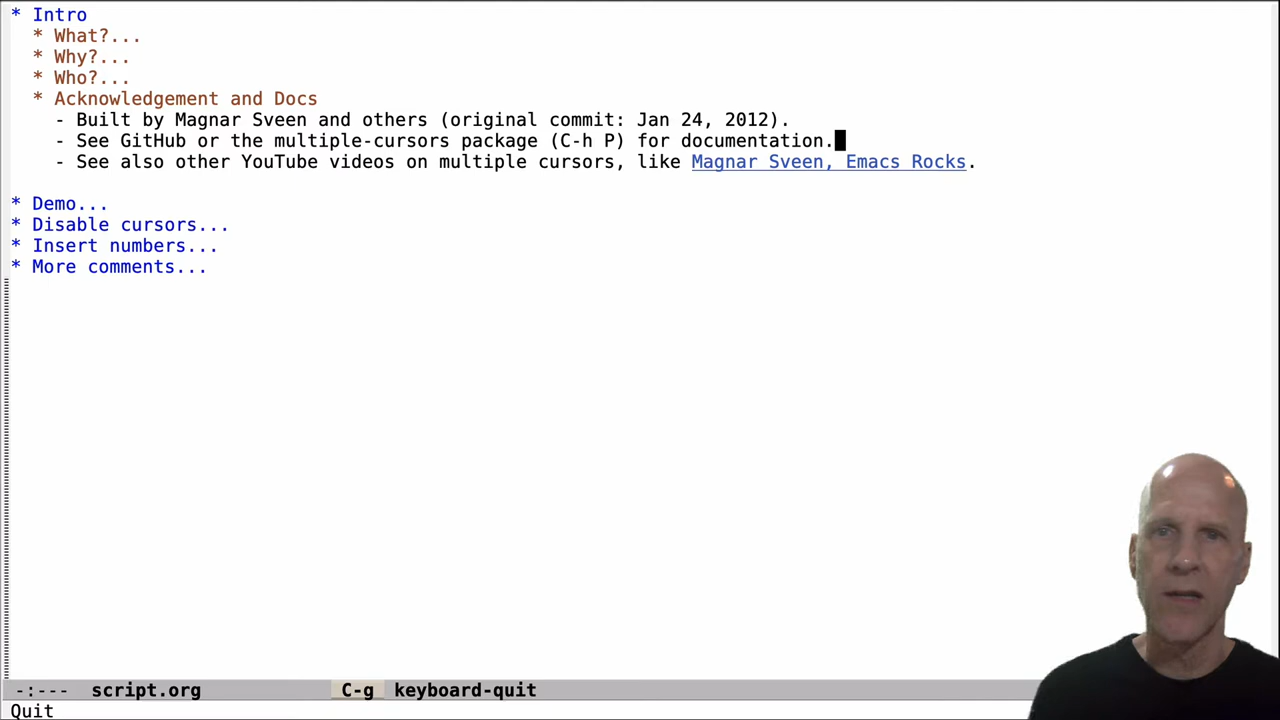 * Intro
* What?...
* Why?...
* Who?...
* Acknowledgement and Docs
- Built by Magnar Sveen and others (original commit: Jan 24, 2012).
- See GitHub or the multiple-cursors package (C-h P) for documentation.
- See also other YouTube videos on multiple cursors, like Magnar Sveen, Emacs Rocks.
* Demo...
* Disable cursors...
* Insert numbers...
* More comments...
-:--- script.org C-g keyboard-quit
Quit